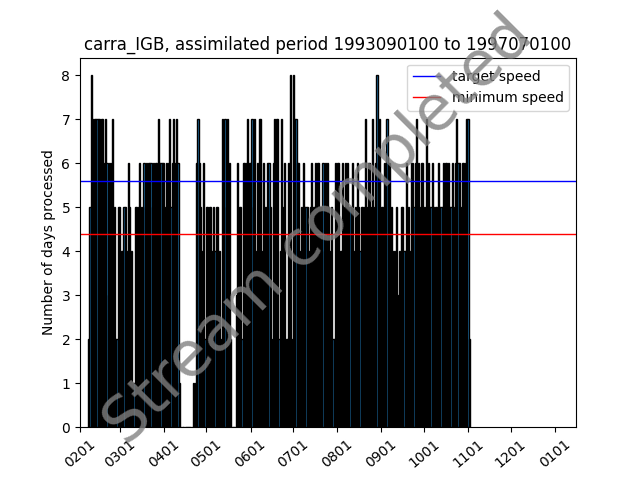 carra_IGB, assimilated period 1993090100 to 1997070100
target speed
minimum speed
Number of days processed
8
7
6
5
4
3
2
1
0
0201 0301 0401 0501 0601 0701 0801 0901 1001 1101 1201 0101
Stream completed